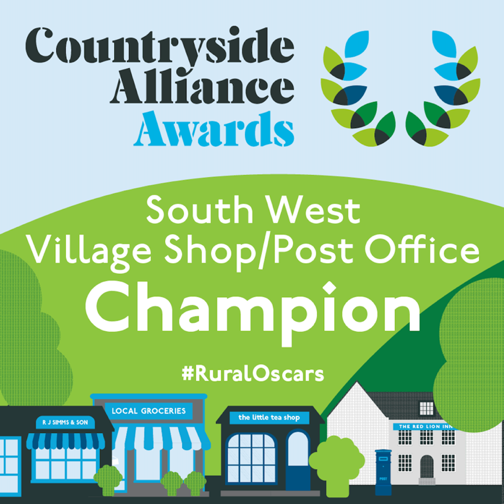 Countryside
Alliance
Awards
South West
Village Shop/Post Office
Champion
#RuralOscars
R J SIMMS & SON
LOCAL GROCERIES
the little tea shop
THE RED LION INN